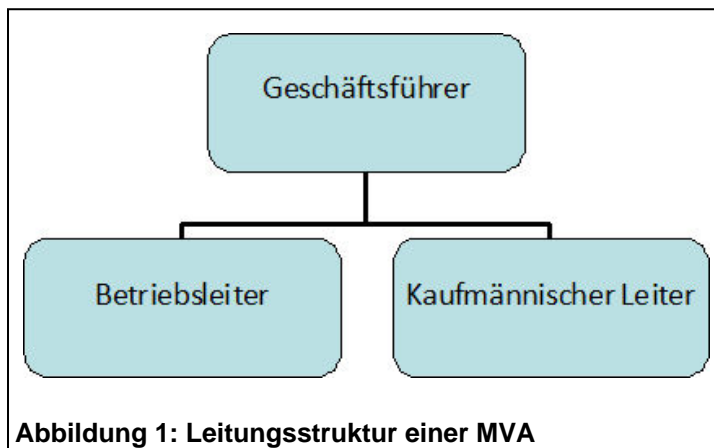 Geschäftsführer
Betriebsleiter
Kaufmännischer Leiter
Abbildung 1: Leitungsstruktur einer MVA